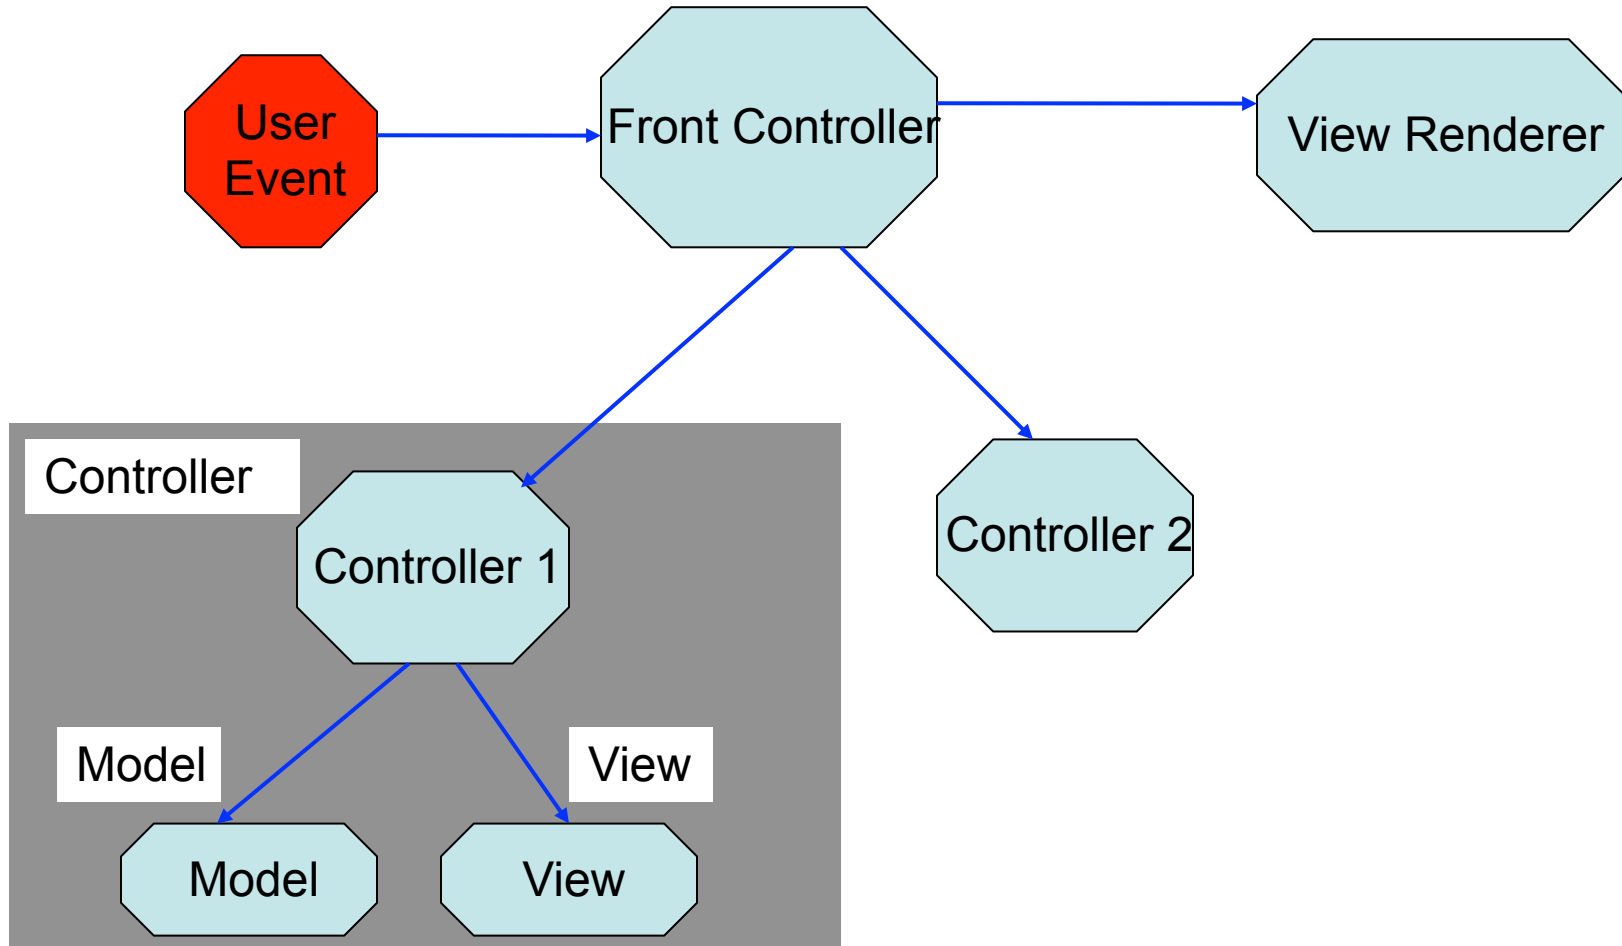 User
Event
Front Controller
View Renderer
Controller
Controller 1
Controller 2
Model
View
Model
View